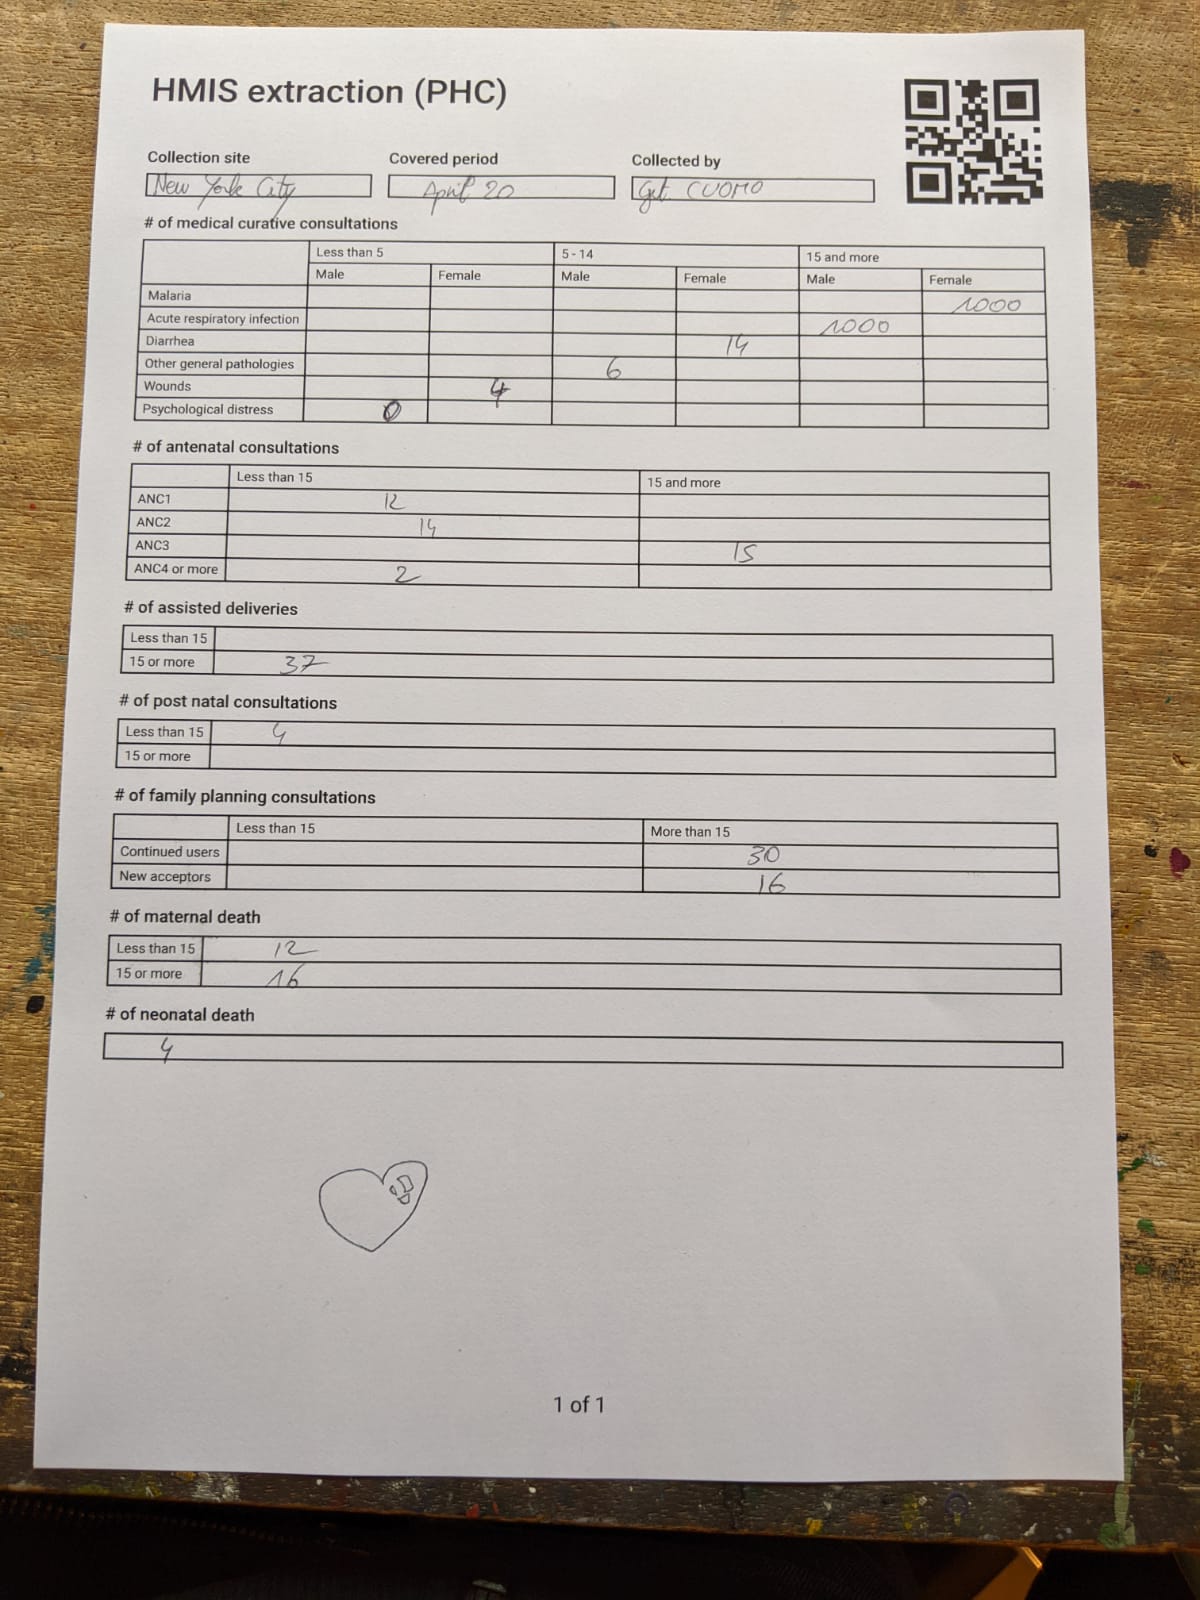 HMIS extraction (PHC)
Collection site Covered period Collected by
New York City April 20 CUOMO
# of medical curative consultations
Less than 5 5 - 14 15 and more
Male Female Male Female Male Female
Malaria 1000
Acute respiratory infection 1000
Diarrhea 14
Other general pathologies 6
Wounds 4
Psychological distress 0
# of antenatal consultations
Less than 15 15 and more
ANC1 12
ANC2 14
ANC3 15
ANC4 or more 2
# of assisted deliveries
Less than 15
15 or more 37
# of post natal consultations
Less than 15 4
15 or more
# of family planning consultations
Less than 15 More than 15
Continued users 30
New acceptors 16
# of maternal death
Less than 15 12
15 or more 16
# of neonatal death
4
1 of 1